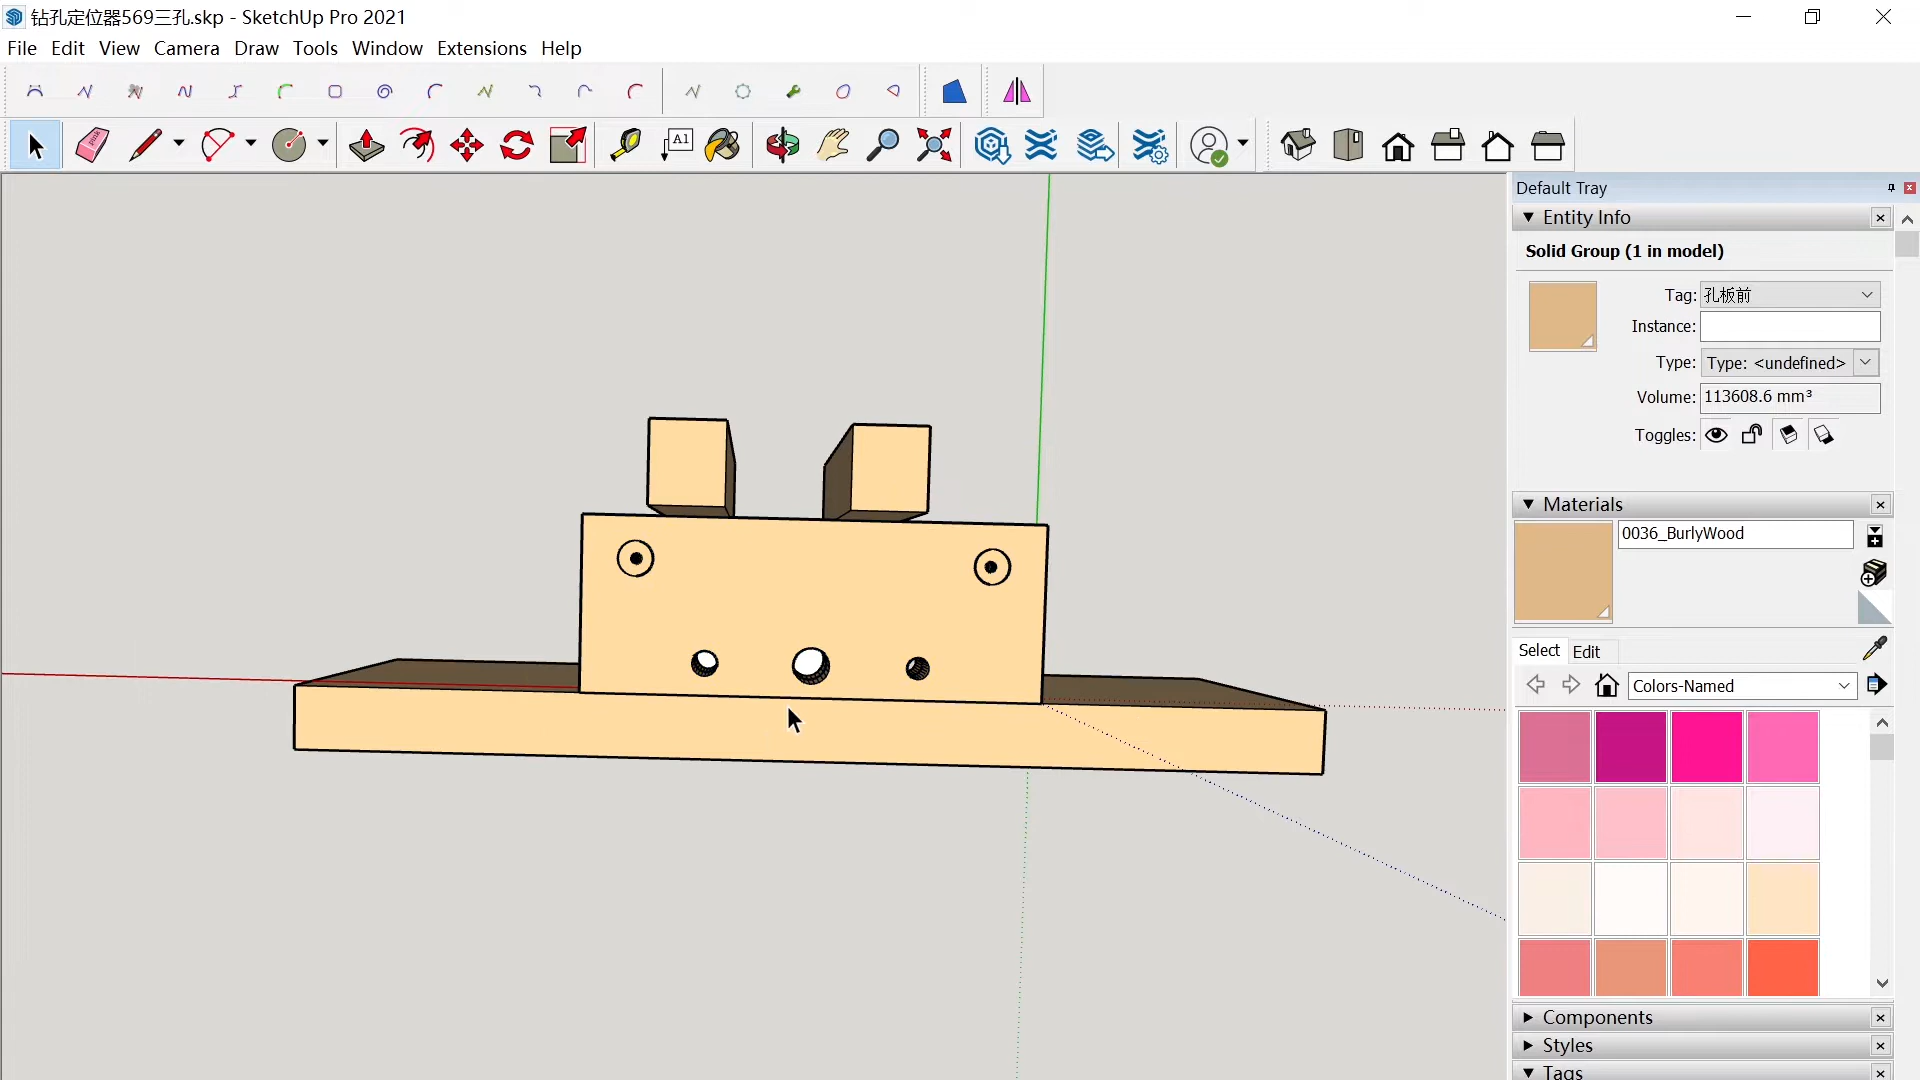 钻孔定位器569三孔.skp - SketchUp Pro 2021
File Edit View Camera Draw Tools Window Extensions Help
A1
Default Tray
Entity Info
Solid Group (1 in model)
Tag: 孔板前
Instance:
Type: Type: <undefined>
Volume: 113608.6 mm³
Toggles:
Materials
0036_BurlyWood
Select Edit
Colors-Named
Components
Styles
Tags